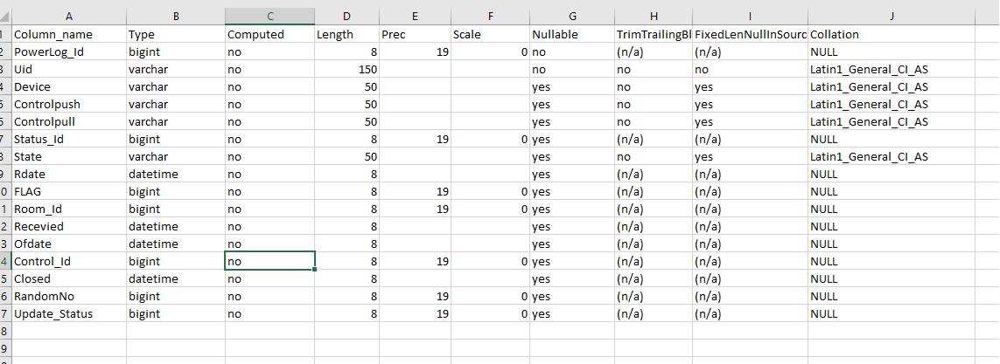 A B C D E F G H I J
1 Column_name Type Computed Length Prec Scale Nullable TrimTrailingBl FixedLenNullInSourc Collation
2 PowerLog_Id bigint no 8 19 0 no (n/a) (n/a) NULL
3 Uid varchar no 150 no no no Latin1_General_CI_AS
4 Device varchar no 50 yes no yes Latin1_General_CI_AS
5 Controlpush varchar no 50 yes no yes Latin1_General_CI_AS
6 Controlpull varchar no 50 yes no yes Latin1_General_CI_AS
7 Status_Id bigint no 8 19 0 yes (n/a) (n/a) NULL
8 State varchar no 50 yes no yes Latin1_General_CI_AS
9 Rdate datetime no 8 yes (n/a) (n/a) NULL
0 FLAG bigint no 8 19 0 yes (n/a) (n/a) NULL
1 Room_Id bigint no 8 19 0 yes (n/a) (n/a) NULL
2 Recevied datetime no 8 yes (n/a) (n/a) NULL
3 Ofdate datetime no 8 yes (n/a) (n/a) NULL
4 Control_Id bigint no 8 19 0 yes (n/a) (n/a) NULL
5 Closed datetime no 8 yes (n/a) (n/a) NULL
6 RandomNo bigint no 8 19 0 yes (n/a) (n/a) NULL
7 Update_Status bigint no 8 19 0 yes (n/a) (n/a) NULL
8
9